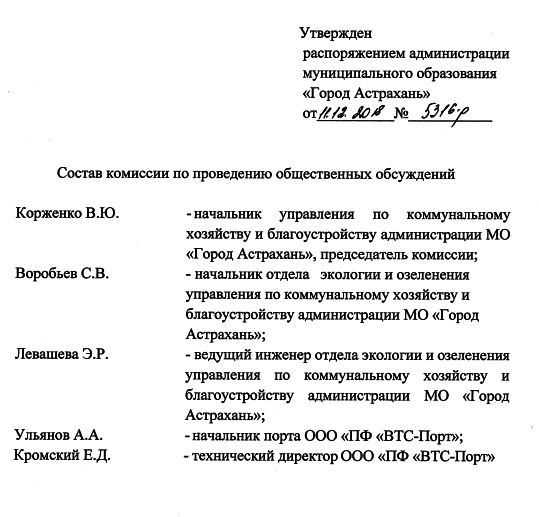 Утвержден
распоряжением администрации
муниципального образования
«Город Астрахань»
от 11.12.2018 № 5316-р
Состав комиссии по проведению общественных обсуждений
Корженко В.Ю. - начальник управления по коммунальному
хозяйству и благоустройству администрации МО
«Город Астрахань», председатель комиссии;
Воробьев С.В. - начальник отдела экологии и озеленения
управления по коммунальному хозяйству и
благоустройству администрации МО «Город
Астрахань»;
Левашева Э.Р. - ведущий инженер отдела экологии и озеленения
управления по коммунальному хозяйству и
благоустройству администрации МО «Город
Астрахань»;
Ульянов А.А. - начальник порта ООО «ПФ «ВТС-Порт»;
Кромский Е.Д. - технический директор ООО «ПФ «ВТС-Порт»